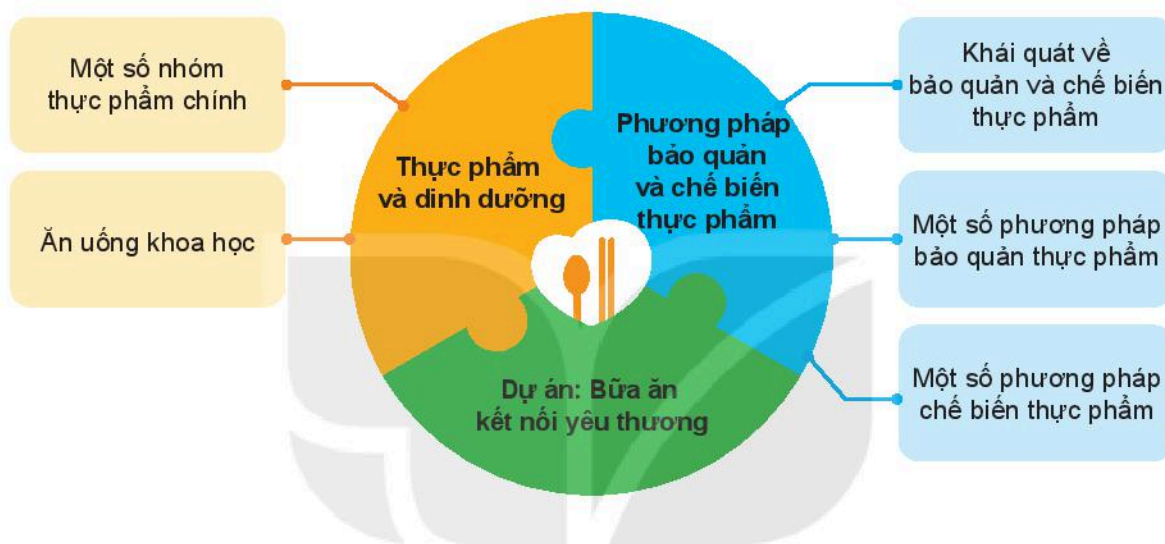 Một số nhóm
thực phẩm chính
Ăn uống khoa học
Thực phẩm
và dinh dưỡng
Phương pháp
bảo quản
và chế biến
thực phẩm
Dự án: Bữa ăn
kết nối yêu thương
Khái quát về
bảo quản và chế biến
thực phẩm
Một số phương pháp
bảo quản thực phẩm
Một số phương pháp
chế biến thực phẩm